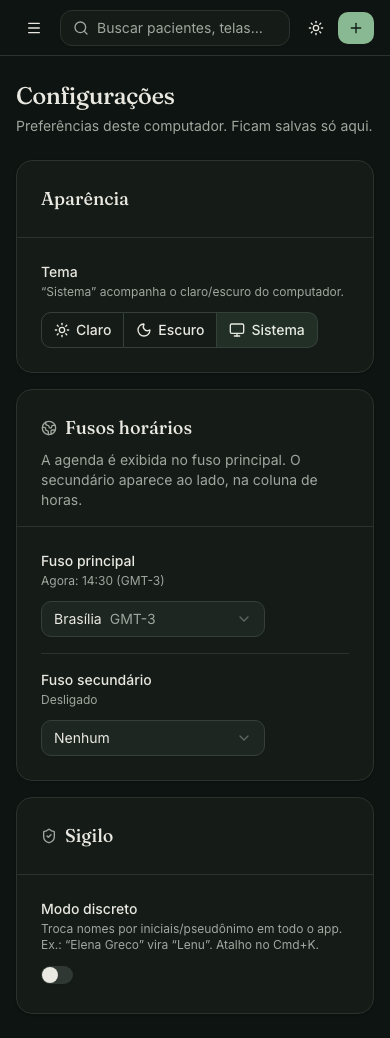 Buscar pacientes, telas...
Configurações
Preferências deste computador. Ficam salvas só aqui.
Aparência
Tema
“Sistema” acompanha o claro/escuro do computador.
Claro
Escuro
Sistema
Fusos horários
A agenda é exibida no fuso principal. O
secundário aparece ao lado, na coluna de
horas.
Fuso principal
Agora: 14:30 (GMT-3)
Brasília GMT-3
Fuso secundário
Desligado
Nenhum
Sigilo
Modo discreto
Troca nomes por iniciais/pseudônimo em todo o app.
Ex.: “Elena Greco” vira “Lenu”. Atalho no Cmd+K.